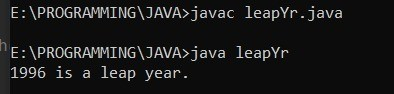 E:\PROGRAMMING\JAVA>javac leapYr.java
E:\PROGRAMMING\JAVA>java leapYr
1996 is a leap year.